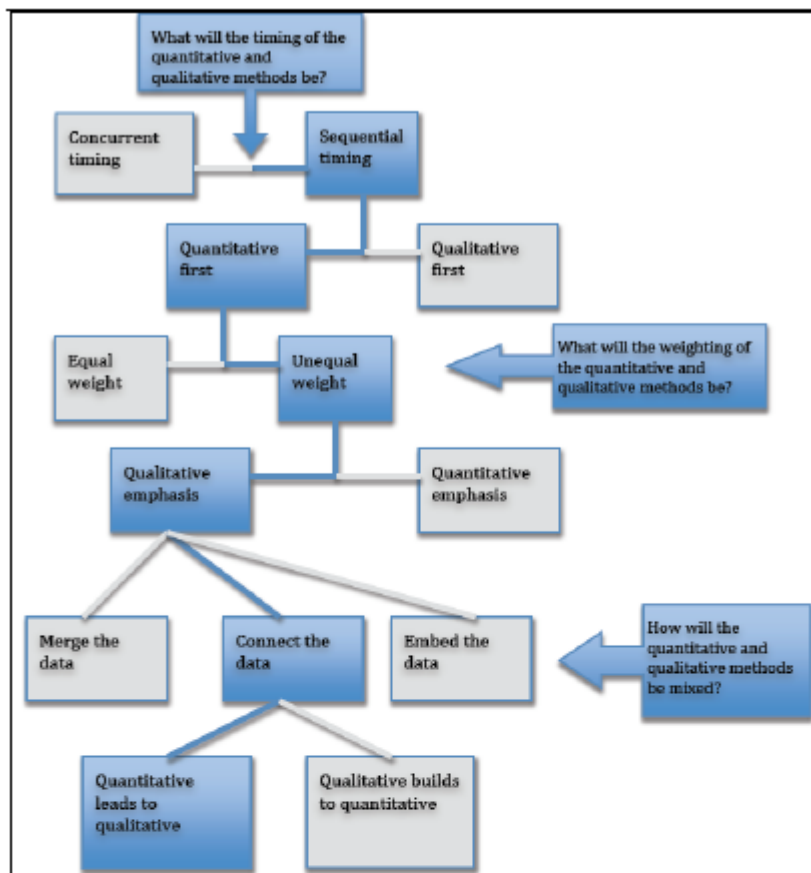 What will the timing of the
quantitative and
qualitative methods be?
Concurrent
timing
Sequential
timing
Quantitative
first
Qualitative
first
Equal
weight
Unequal
weight
What will the weighting of
the quantitative and
qualitative methods be?
Qualitative
emphasis
Quantitative
emphasis
Merge the
data
Connect the
data
Embed the
data
How will the
quantitative and
qualitative methods
be mixed?
Quantitative
leads to
qualitative
Qualitative builds
to quantitative